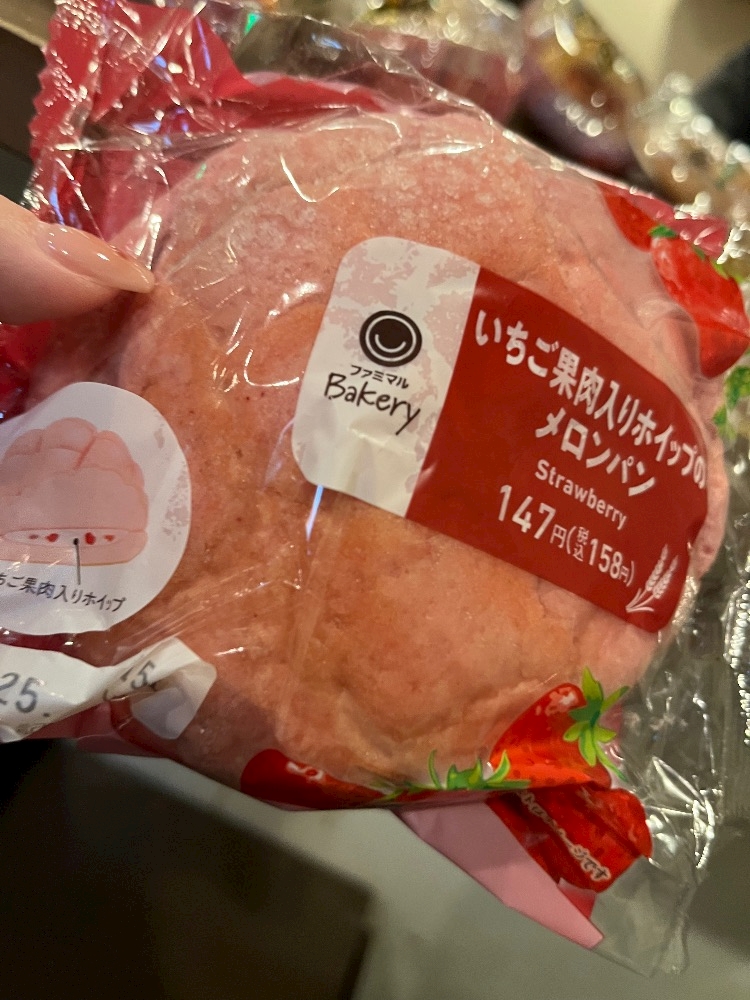 ファミマル
Bakery
いちご果肉入りホイップの
メロンパン
Strawberry
147円(税込158円)
ちご果肉入りホイップ
25.